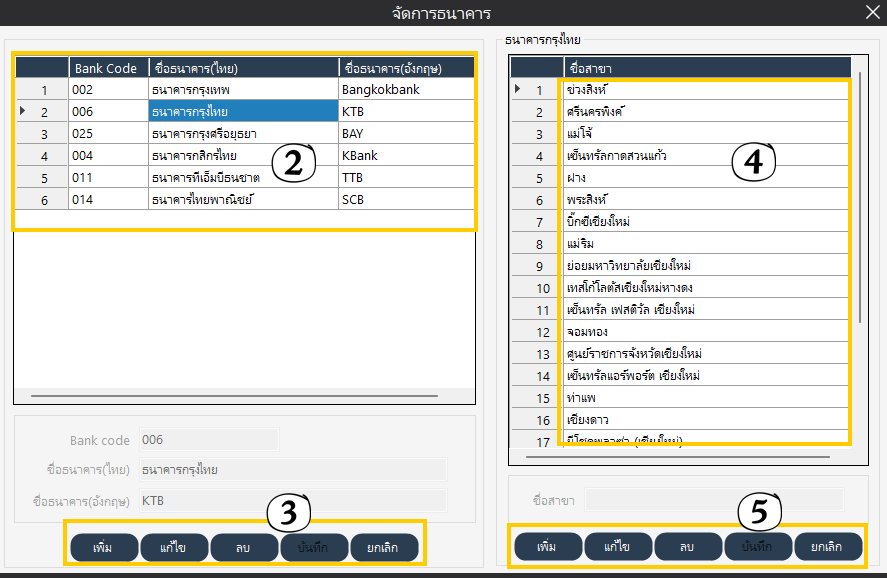 จัดการธนาคาร
Bank Code ชื่อธนาคาร(ไทย) ชื่อธนาคาร(อังกฤษ)
1 002 ธนาคารกรุงเทพ Bangkokbank
2 006 ธนาคารกรุงไทย KTB
3 025 ธนาคารกรุงศรีอยุธยา BAY
4 004 ธนาคารกสิกรไทย KBank
5 011 ธนาคารทีเอ็มบีธนชาต TTB
6 014 ธนาคารไทยพาณิชย์ SCB
2
Bank code 006
ชื่อธนาคาร(ไทย) ธนาคารกรุงไทย
ชื่อธนาคาร(อังกฤษ) KTB
3
เพิ่ม แก้ไข ลบ บันทึก ยกเลิก
ธนาคารกรุงไทย
ชื่อสาขา
1 ช่วงสิงห์
2 ศรีนครพิงค์
3 แม่โจ้
4 เซ็นทรัลกาดสวนแก้ว
5 ฝาง
6 พระสิงห์
7 บิ๊กซีเชียงใหม่
8 แม่ริม
9 ย่อยมหาวิทยาลัยเชียงใหม่
10 เทสโก้โลตัสเชียงใหม่หางดง
11 เซ็นทรัล เฟสติวัล เชียงใหม่
12 จอมทอง
13 ศูนย์ราชการจังหวัดเชียงใหม่
14 เซ็นทรัลแอร์พอร์ต เชียงใหม่
15 ท่าแพ
16 เชียงดาว
17 มีโชคพลาซ่า (เชียงใหม่)
4
ชื่อสาขา
5
เพิ่ม แก้ไข ลบ บันทึก ยกเลิก